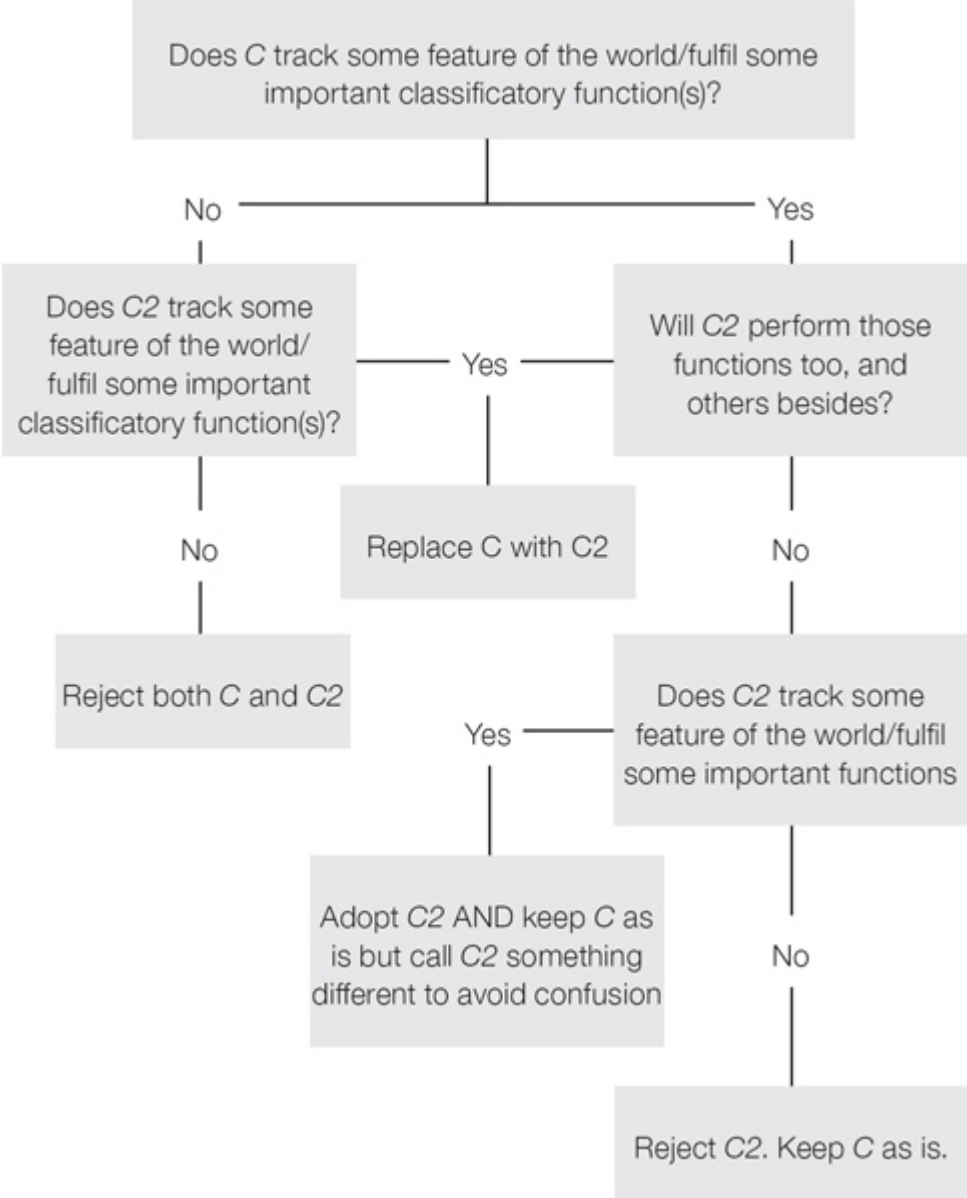 Does C track some feature of the world/fulfil some
important classificatory function(s)?
No
Yes
Does C2 track some
feature of the world/
fulfil some important
classificatory function(s)?
Yes
Will C2 perform those
functions too, and
others besides?
Replace C with C2
No
No
Reject both C and C2
Yes
Does C2 track some
feature of the world/fulfil
some important functions
Adopt C2 AND keep C as
is but call C2 something
different to avoid confusion
No
Reject C2. Keep C as is.